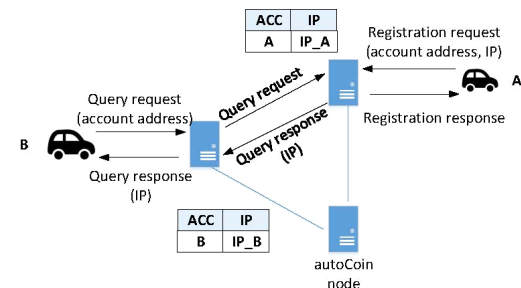 ACC IP
A IP_A
Registration request
(account address, IP)
A
Registration response
Query request
Query response
(IP)
Query request
(account address)
B
Query response
(IP)
ACC IP
B IP_B
autoCoin
node